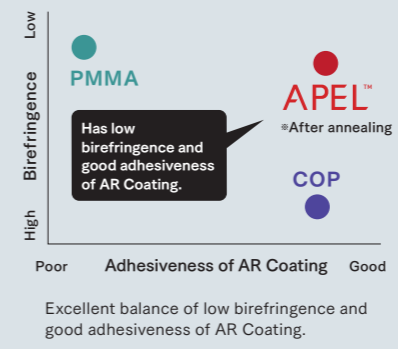 Low
PMMA
APEL™
※After annealing
Has low
birefringence and
good adhesiveness
of AR Coating.
Birefringence
COP
High
Poor Adhesiveness of AR Coating Good
Excellent balance of low birefringence and
good adhesiveness of AR Coating.